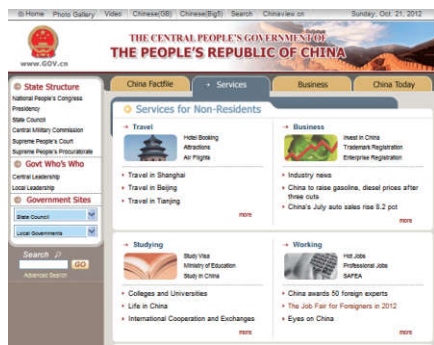 Home Photo Gallery Video Chinese(GB) Chinese(Big5) Search Chinaview.cn Sunday, Oct. 21, 2012
www.GOV.cn
THE CENTRAL PEOPLE'S GOVERNMENT OF
THE PEOPLE'S REPUBLIC OF CHINA
China Factfile
Services
Business
China Today
State Structure
National People's Congress
Presidency
State Council
Central Military Commission
Supreme People's Court
Supreme People's Procuratorate
Govt Who's Who
Central Leadership
Local Leadership
Government Sites
State Council
Local Governments
Search
GO
Advanced Search
Services for Non-Residents
Travel
Hotel Booking
Attractions
Air Flights
Travel in Shanghai
Travel in Beijing
Travel in Tianjing
more
Business
Invest in China
Trademark Registration
Enterprise Registration
Industry news
China to raise gasoline, diesel prices after
three cuts
China's July auto sales rise 8.2 pct
more
Studying
Study Visa
Ministry of Education
Study in China
Colleges and Universities
Life in China
International Cooperation and Exchanges
more
Working
Hot Jobs
Professional Jobs
SAFEA
China awards 50 foreign experts
The Job Fair for Foreigners in 2012
Eyes on China
more